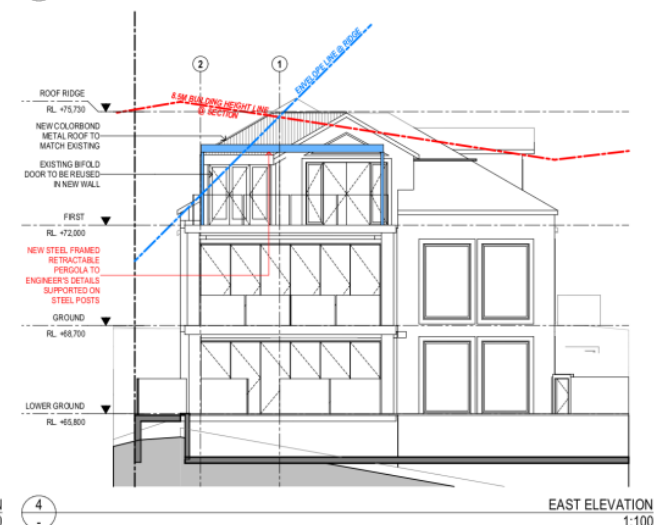 2
1
ENVELOPE LINE @ RIDGE
ROOF RIDGE
RL. +75,730
8.5M BUILDING HEIGHT LINE
@ SECTION
NEW COLORBOND
METAL ROOF TO
MATCH EXISTING
EXISTING BIFOLD
DOOR TO BE REUSED
IN NEW WALL
FIRST
RL. +72,000
NEW STEEL FRAMED
RETRACTABLE
PERGOLA TO
ENGINEER'S DETAILS
SUPPORTED ON
STEEL POSTS
GROUND
RL. +68,700
LOWER GROUND
RL. +65,800
N
4
-
EAST ELEVATION
1:100